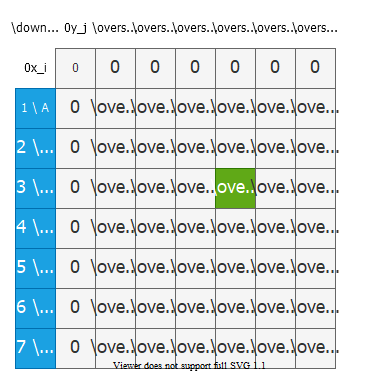 \down... 0y_j \overs... \overs... \overs... \overs... \overs... \overs...
0x_i 0 0 0 0 0 0 0
1 \ A 0 \ove... \ove... \ove... \ove... \ove... \ove...
2 \... 0 \ove... \ove... \ove... \ove... \ove... \ove...
3 \... 0 \ove... \ove... \ove... \ove... \ove... \ove...
4 \... 0 \ove... \ove... \ove... \ove... \ove... \ove...
5 \... 0 \ove... \ove... \ove... \ove... \ove... \ove...
6 \... 0 \ove... \ove... \ove... \ove... \ove... \ove...
7 \... 0 \ove... \ove... \ove... \ove... \ove... \ove...
Viewer does not support full SVG 1.1